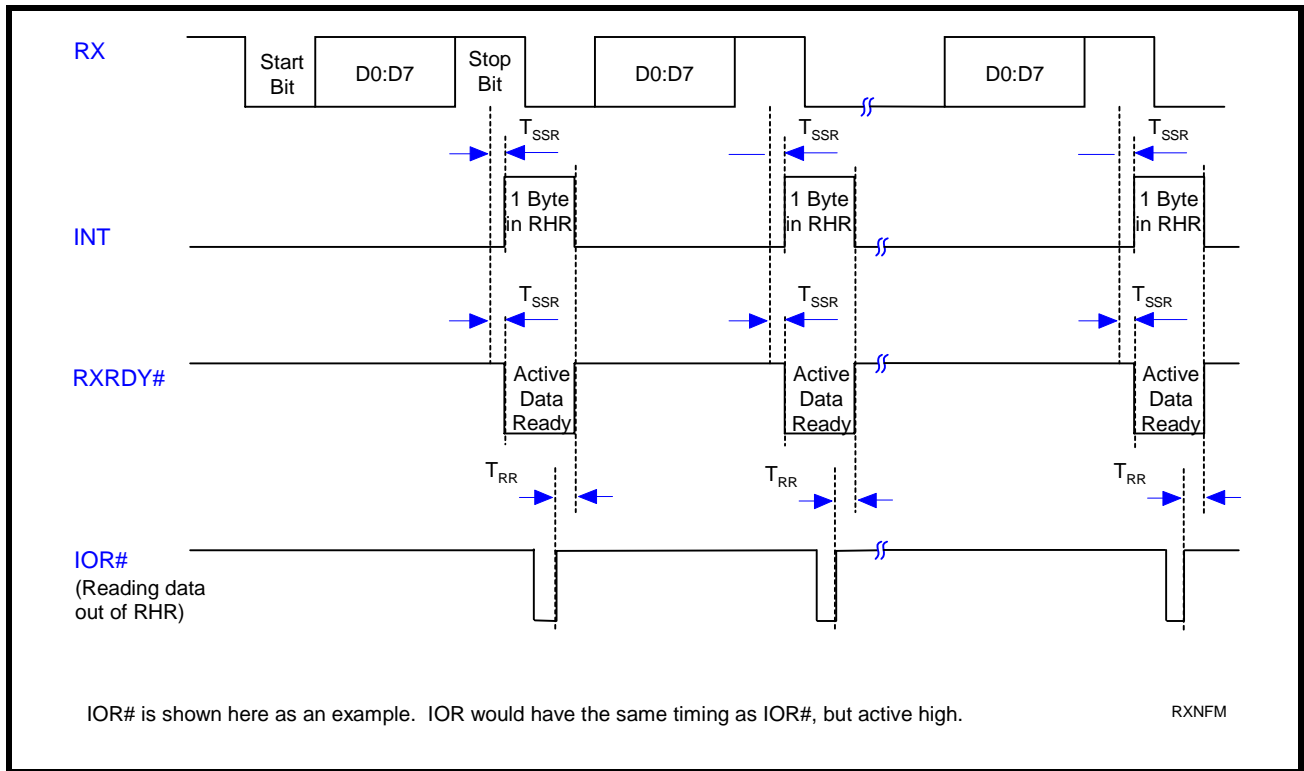 RX
Start
Bit
D0:D7
Stop
Bit
D0:D7
D0:D7
TSSR
TSSR
TSSR
INT
1 Byte
in RHR
1 Byte
in RHR
1 Byte
in RHR
TSSR
TSSR
TSSR
RXRDY#
Active
Data
Ready
Active
Data
Ready
Active
Data
Ready
TRR
TRR
TRR
IOR#
(Reading data
out of RHR)
IOR# is shown here as an example. IOR would have the same timing as IOR#, but active high.
RXNFM